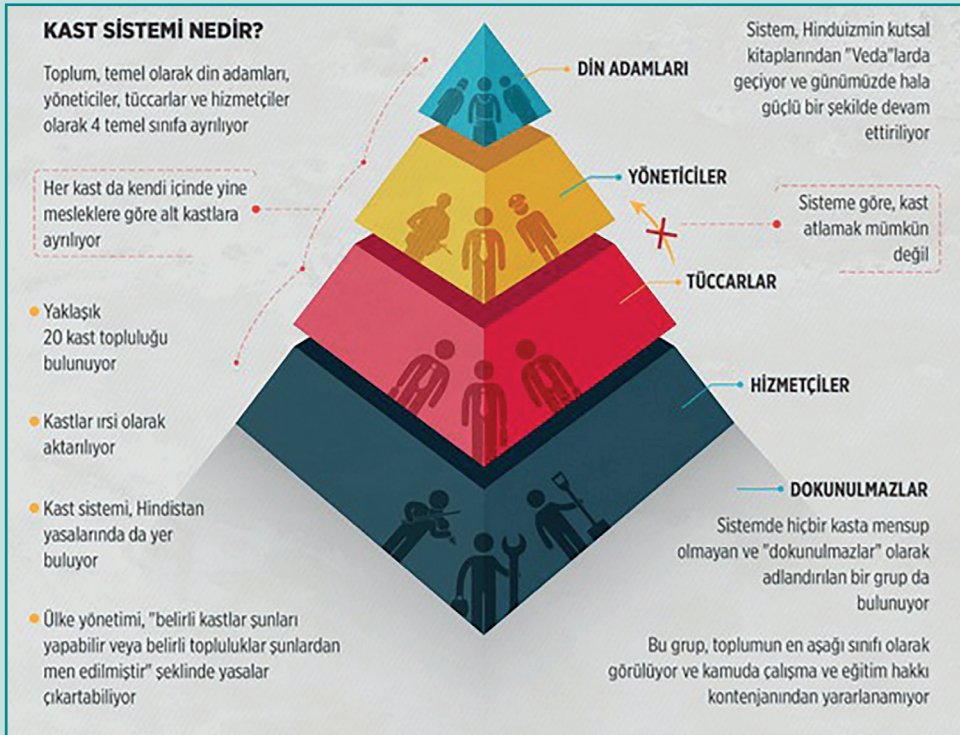 KAST SİSTEMİ NEDİR?
Toplum, temel olarak din adamları,
yöneticiler, tüccarlar ve hizmetçiler
olarak 4 temel sınıfa ayrılıyor
Her kast da kendi içinde yine
mesleklere göre alt kastlara
ayrılıyor
Yaklaşık
20 kast topluluğu
bulunuyor
Kastlar ırsi olarak
aktarılıyor
Kast sistemi, Hindistan
yasalarında da yer
buluyor
Ülke yönetimi, "belirli kastlar şunları
yapabilir veya belirli topluluklar şunlardan
men edilmiştir" şeklinde yasalar
çıkartabiliyor
DİN ADAMLARI
YÖNETİCİLER
TÜCCARLAR
HİZMETÇİLER
Sistem, Hinduizmin kutsal
kitaplarından "Veda"larda
geçiyor ve günümüzde hala
güçlü bir şekilde devam
ettiriliyor
Sisteme göre, kast
atlamak mümkün
değil
DOKUNULMAZLAR
Sistemde hiçbir kasta mensup
olmayan ve "dokunulmazlar" olarak
adlandırılan bir grup da
bulunuyor
Bu grup, toplumun en aşağı sınıfı olarak
görülüyor ve kamuda çalışma ve eğitim hakkı
kontenjanından yararlanamıyor